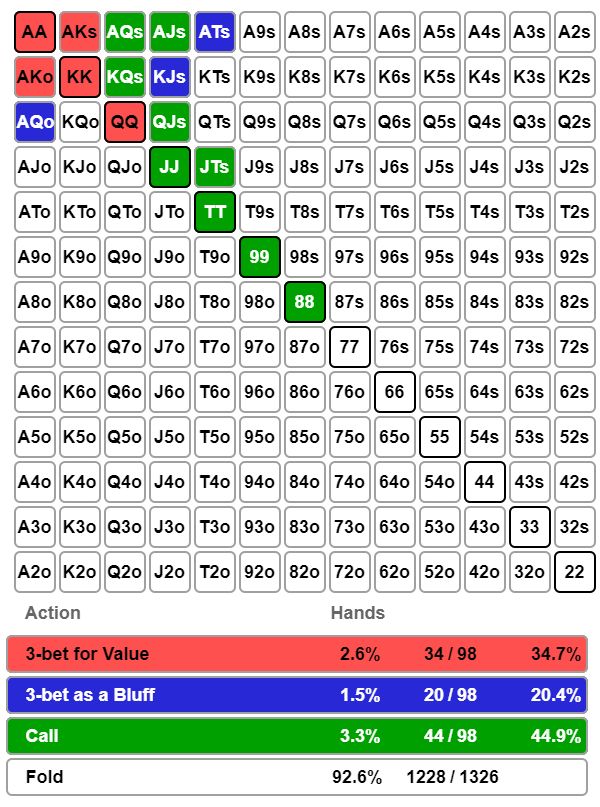 AA AKs AQs AJs ATs A9s A8s A7s A6s A5s A4s A3s A2s
AKo KK KQs KJs KTs K9s K8s K7s K6s K5s K4s K3s K2s
AQo KQo QQ QJs QTs Q9s Q8s Q7s Q6s Q5s Q4s Q3s Q2s
AJo KJo QJo JJ JTs J9s J8s J7s J6s J5s J4s J3s J2s
ATo KTo QTo JTo TT T9s T8s T7s T6s T5s T4s T3s T2s
A9o K9o Q9o J9o T9o 99 98s 97s 96s 95s 94s 93s 92s
A8o K8o Q8o J8o T8o 98o 88 87s 86s 85s 84s 83s 82s
A7o K7o Q7o J7o T7o 97o 87o 77 76s 75s 74s 73s 72s
A6o K6o Q6o J6o T6o 96o 86o 76o 66 65s 64s 63s 62s
A5o K5o Q5o J5o T5o 95o 85o 75o 65o 55 54s 53s 52s
A4o K4o Q4o J4o T4o 94o 84o 74o 64o 54o 44 43s 42s
A3o K3o Q3o J3o T3o 93o 83o 73o 63o 53o 43o 33 32s
A2o K2o Q2o J2o T2o 92o 82o 72o 62o 52o 42o 32o 22
Action Hands
3-bet for Value 2.6% 34 / 98 34.7%
3-bet as a Bluff 1.5% 20 / 98 20.4%
Call 3.3% 44 / 98 44.9%
Fold 92.6% 1228 / 1326